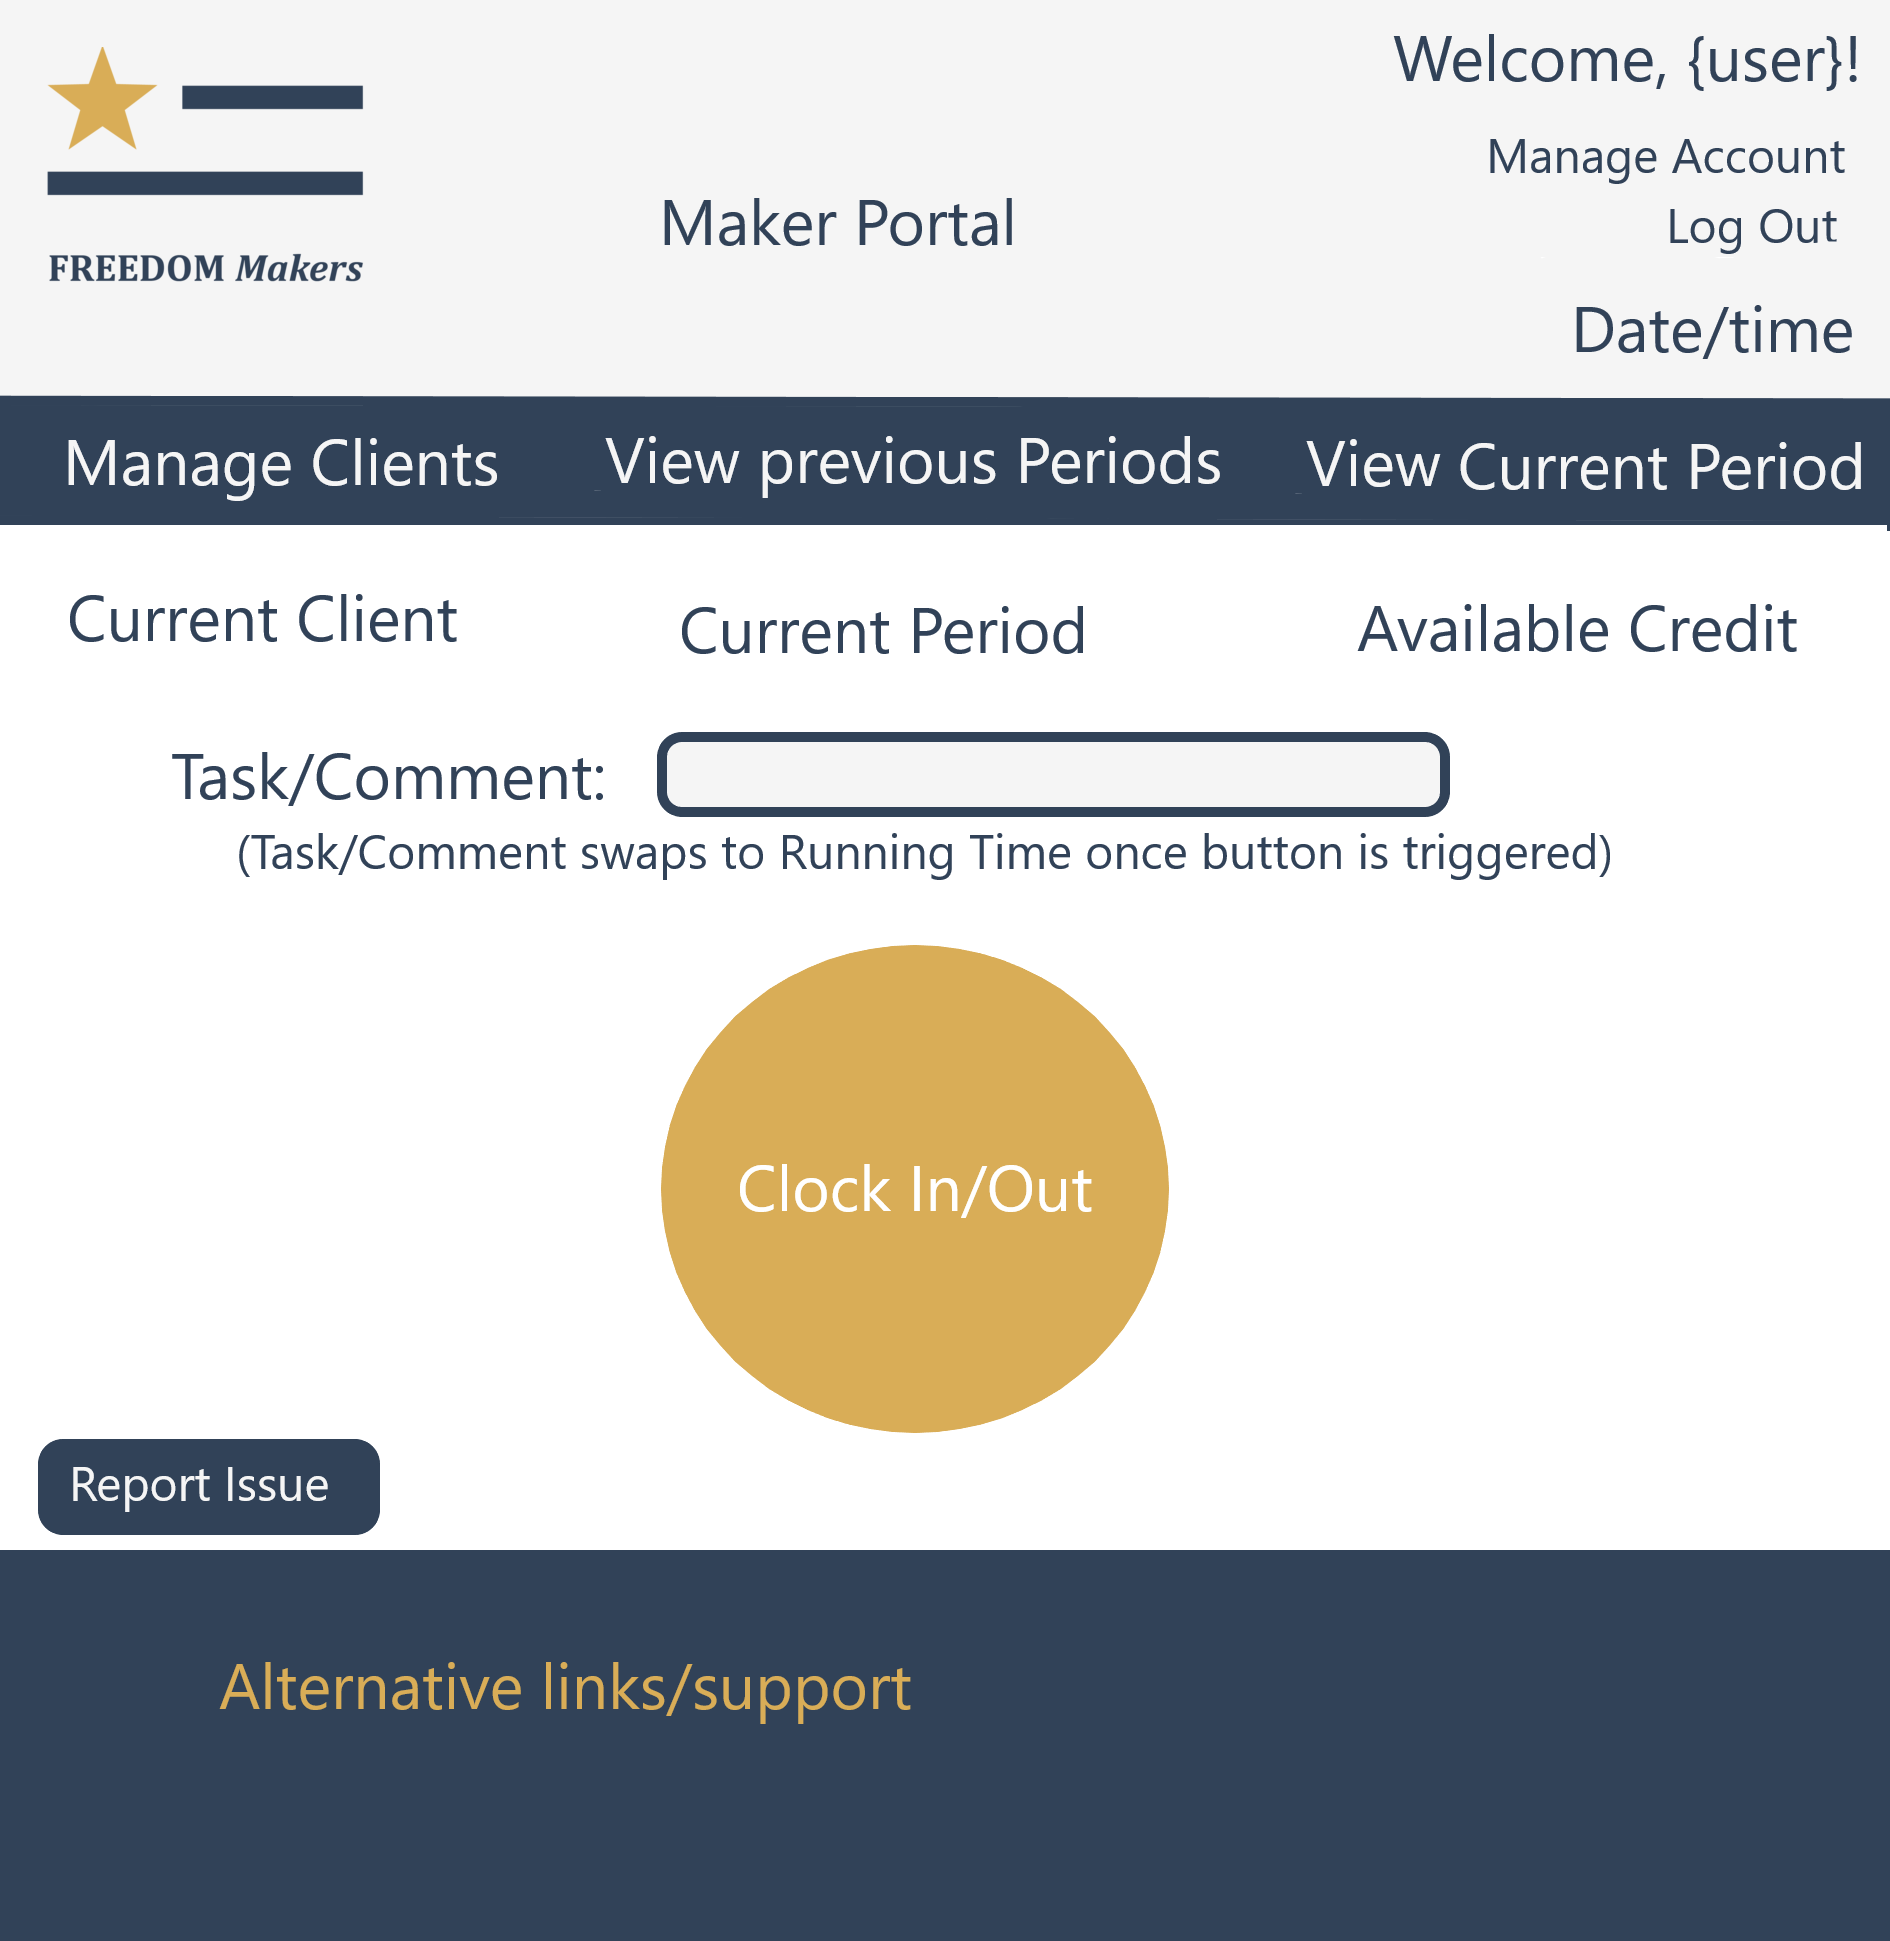 Welcome, {user}!
Manage Account
Log Out
Maker Portal
FREEDOM Makers
Date/time
Manage Clients
View previous Periods
View Current Period
Current Client
Current Period
Available Credit
Task/Comment:
(Task/Comment swaps to Running Time once button is triggered)
Clock In/Out
Report Issue
Alternative links/support